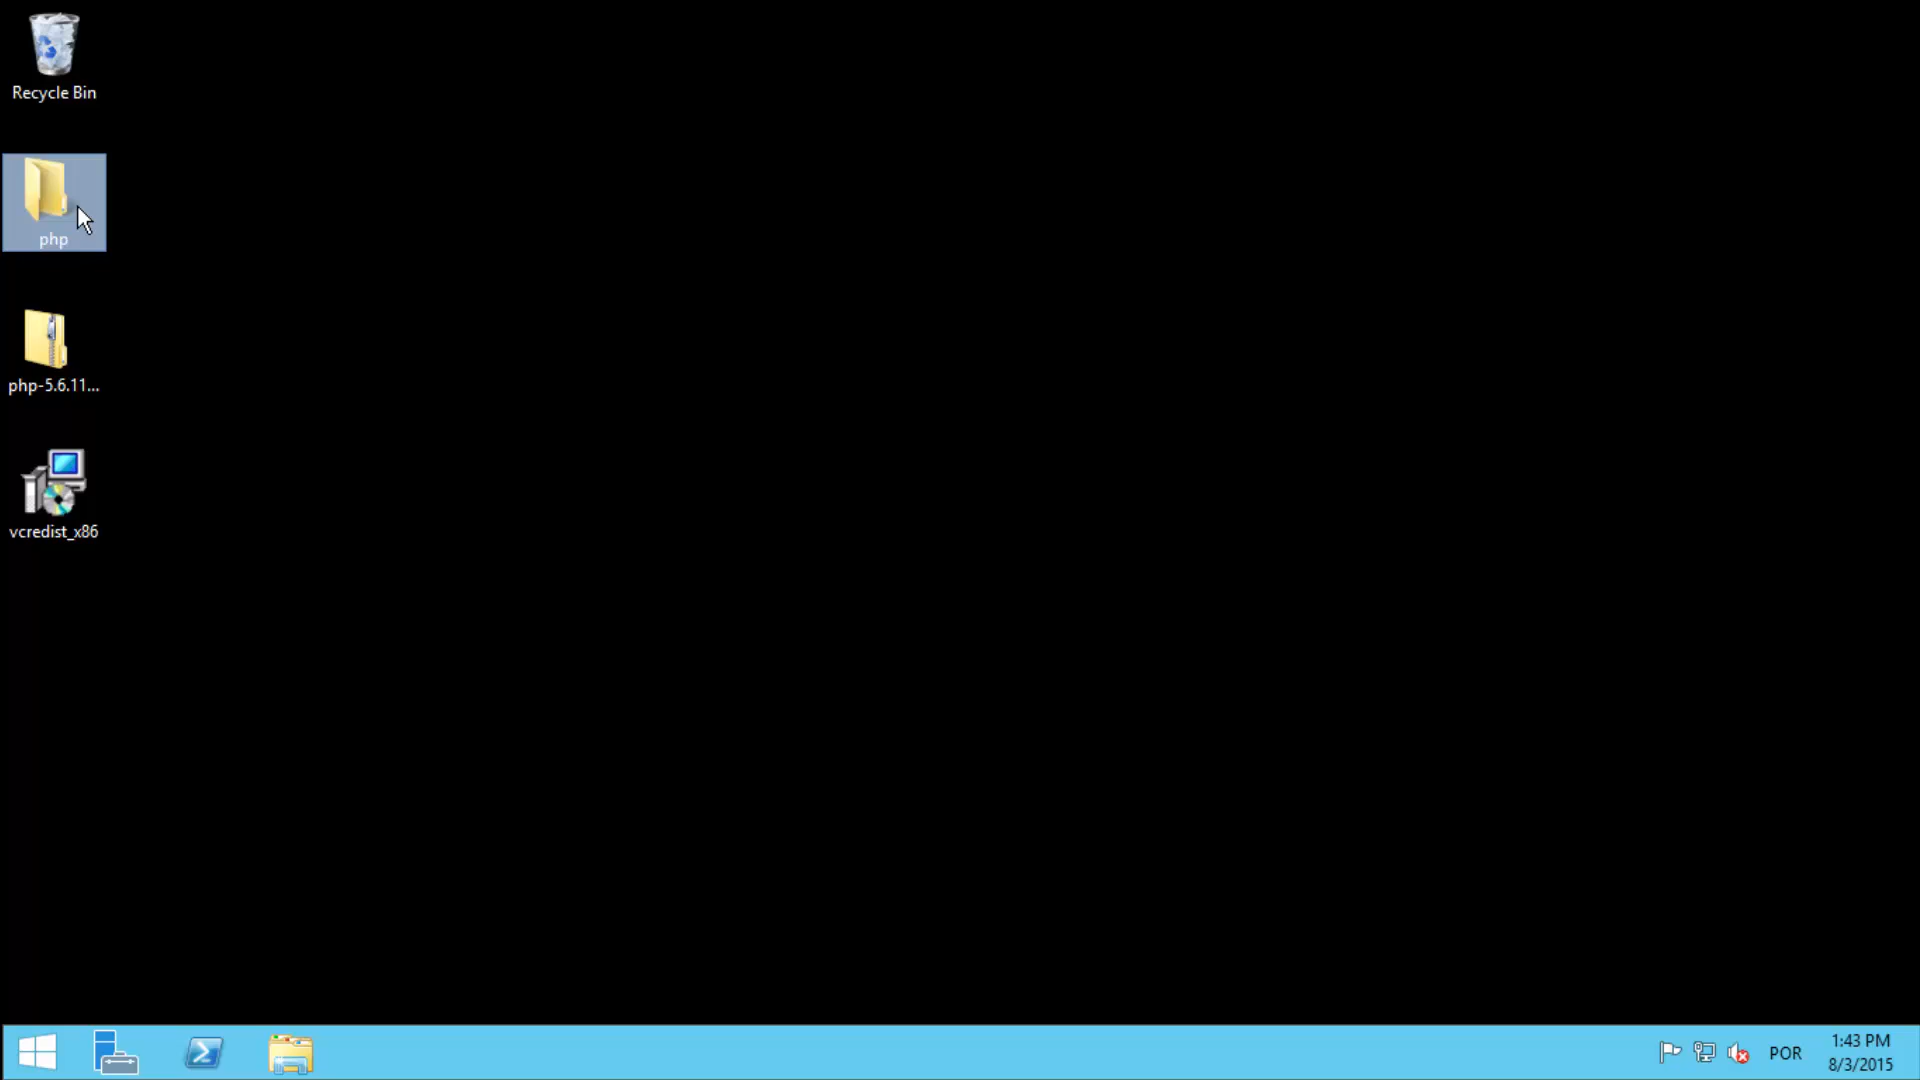 Recycle Bin
php
php-5.6.11...
vcredist_x86
POR
1:43 PM
8/3/2015